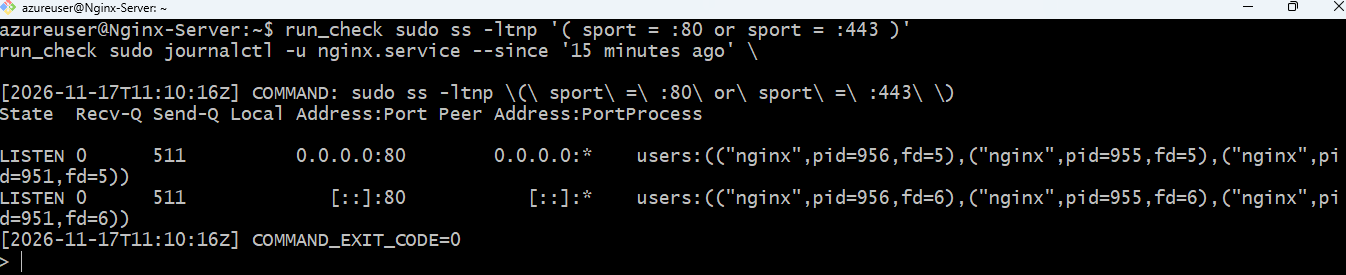 azureuser@Nginx-Server: ~
azureuser@Nginx-Server:~$ run_check sudo ss -ltnp '( sport = :80 or sport = :443 )'
run_check sudo journalctl -u nginx.service --since '15 minutes ago' \
[2026-11-17T11:10:16Z] COMMAND: sudo ss -ltnp \(\ sport\ =\ :80\ or\ sport\ =\ :443\ \)
State  Recv-Q Send-Q Local Address:Port Peer Address:PortProcess
LISTEN 0      511          0.0.0.0:80        0.0.0.0:*    users:(("nginx",pid=956,fd=5),("nginx",pid=955,fd=5),("nginx",pi
d=951,fd=5))
LISTEN 0      511             [::]:80           [::]:*    users:(("nginx",pid=956,fd=6),("nginx",pid=955,fd=6),("nginx",pi
d=951,fd=6))
[2026-11-17T11:10:16Z] COMMAND_EXIT_CODE=0
>